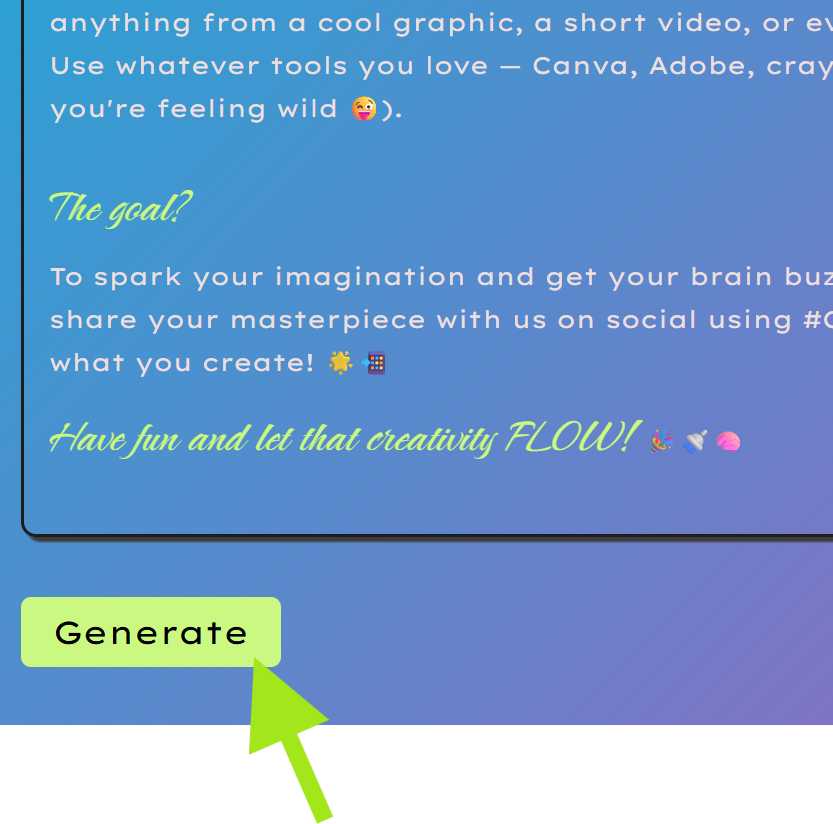 anything from a cool graphic, a short video, or ev
Use whatever tools you love — Canva, Adobe, cray
you're feeling wild 😜).
The goal?
To spark your imagination and get your brain buz
share your masterpiece with us on social using #C
what you create! 🌟 📲
Have fun and let that creativity FLOW! 🎉 🚿 🧠
Generate